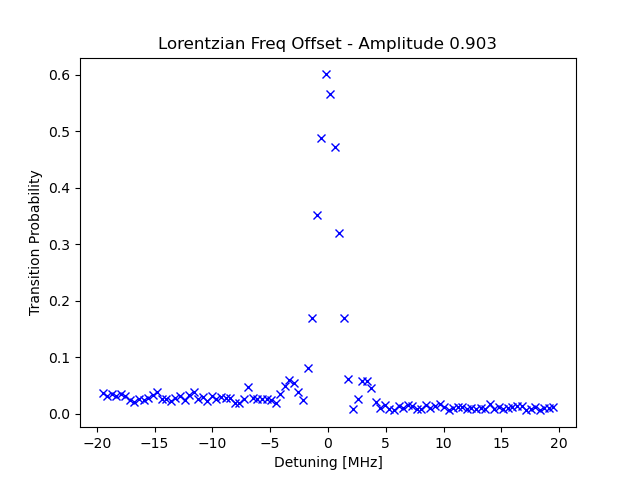 Lorentzian Freq Offset - Amplitude 0.903
0.6
0.5
0.4
0.3
0.2
0.1
0.0
Transition Probability
−20 −15 −10 −5 0 5 10 15 20
Detuning [MHz]